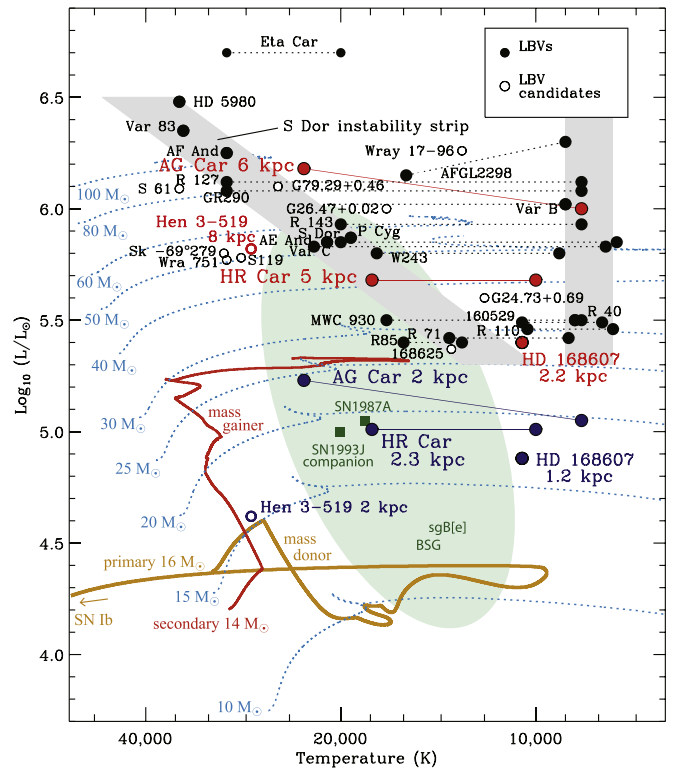 Eta Car
LBVs
LBV
candidates
6.5
HD 5980
Var 83
S Dor instability strip
AF And
Wray 17-96
AG Car 6 kpc
AFGL2298
R 127
S 61
G79.29+0.46
100 M☉
GR290
G26.47+0.02
Var B
6.0
Hen 3-519
8 kpc
R 143
80 M☉
S Dor
P Cyg
AE And
Var C
Sk -69°279
S119
W243
Wra 751
HR Car 5 kpc
60 M☉
G24.73+0.69
50 M☉
MWC 930
160529
R 40
5.5
R85
R 71
R 110
168625
HD 168607
2.2 kpc
40 M☉
AG Car 2 kpc
mass
gainer
SN1987A
30 M☉
HR Car
2.3 kpc
5.0
SN1993J
companion
25 M☉
HD 168607
1.2 kpc
20 M☉
Hen 3-519 2 kpc
sgB[e]
BSG
mass
donor
4.5
primary 16 M☉
15 M☉
SN Ib
secondary 14 M☉
4.0
10 M☉
Log10 (L/L☉)
40,000
20,000
10,000
Temperature (K)